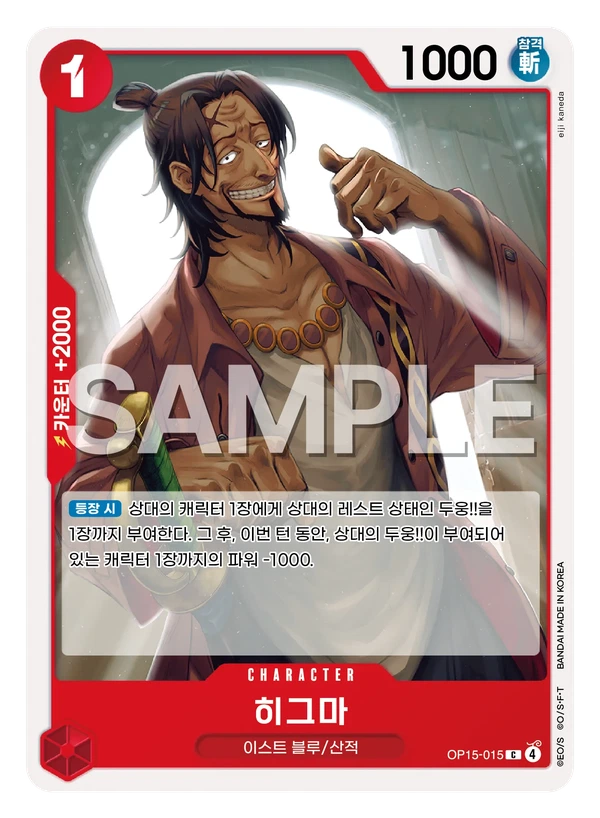 1
1000
참격
斬
eiji kaneda
카운터 +2000
SAMPLE
등장 시 상대의 캐릭터 1장에게 상대의 레스트 상태인 두웅!!을
1장까지 부여한다. 그 후, 이번 턴 동안, 상대의 두웅!!이 부여되어
있는 캐릭터 1장까지의 파워 -1000.
CHARACTER
히그마
이스트 블루/산적
OP15-015 C 4
©EO/S ©O/S·F·T BANDAI MADE IN KOREA